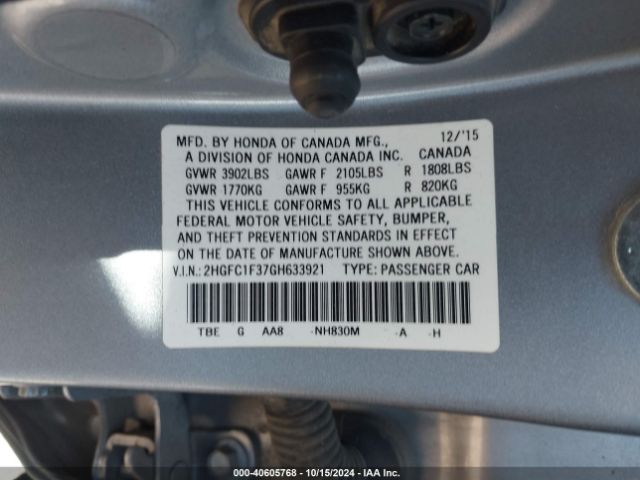 MFD. BY HONDA OF CANADA MFG., 12/'15
A DIVISION OF HONDA CANADA INC. CANADA
GVWR 3902LBS GAWR F 2105LBS R 1808LBS
GVWR 1770KG GAWR F 955KG R 820KG
THIS VEHICLE CONFORMS TO ALL APPLICABLE
FEDERAL MOTOR VEHICLE SAFETY, BUMPER,
AND THEFT PREVENTION STANDARDS IN EFFECT
ON THE DATE OF MANUFACTURE SHOWN ABOVE.
V.I.N.: 2HGFC1F37GH633921 TYPE: PASSENGER CAR
TBE G AA8 -NH830M -A -H
000-40605768 - 10/15/2024 - IAA Inc.